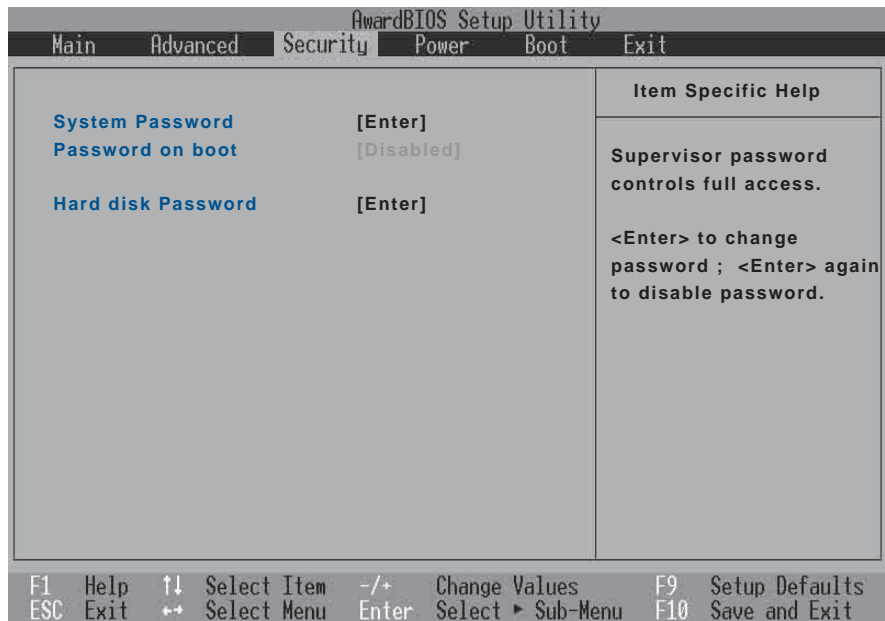 AwardBIOS Setup Utility
Main Advanced Security Power Boot Exit
System Password [Enter]
Password on boot [Disabled]
Hard disk Password [Enter]
Item Specific Help
Supervisor password
controls full access.
<Enter> to change
password ; <Enter> again
to disable password.
F1 Help ↑↓ Select Item -/+ Change Values F9 Setup Defaults
ESC Exit ←→ Select Menu Enter Select ► Sub-Menu F10 Save and Exit